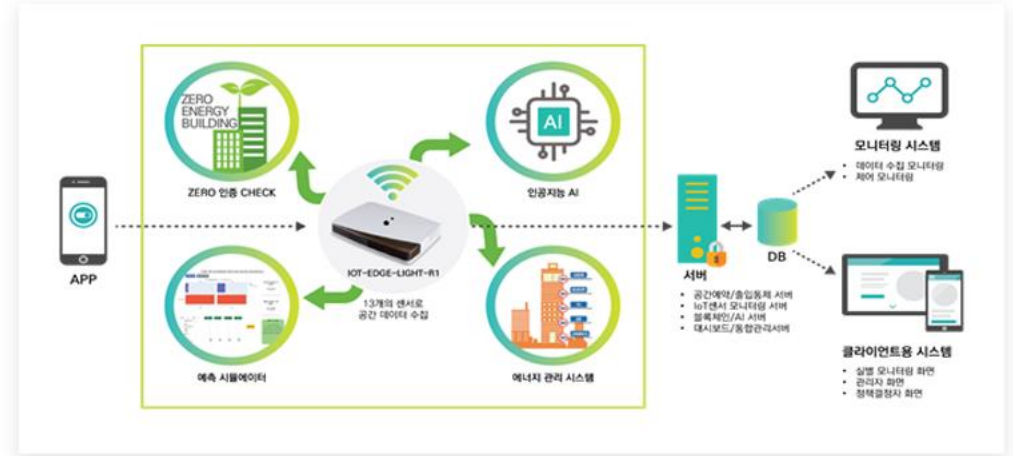 ZERO
ENERGY
BUILDING
ZERO 인증 CHECK
AI
인공지능 AI
APP
IOT-EDGE-LIGHT-R1
13개의 센서로
공간 데이터 수집
예측 시뮬에이터
에너지 관리 시스템
서버
• 공간예약/출입통제 서버
• IoT센서 모니터링 서버
• 블록체인/AI 서버
• 대시보드/통합관리서버
DB
모니터링 시스템
• 데이터 수집 모니터링
• 제어 모니터링
클라이언트용 시스템
• 실별 모니터링 화면
• 관리자 화면
• 정책결정자 화면